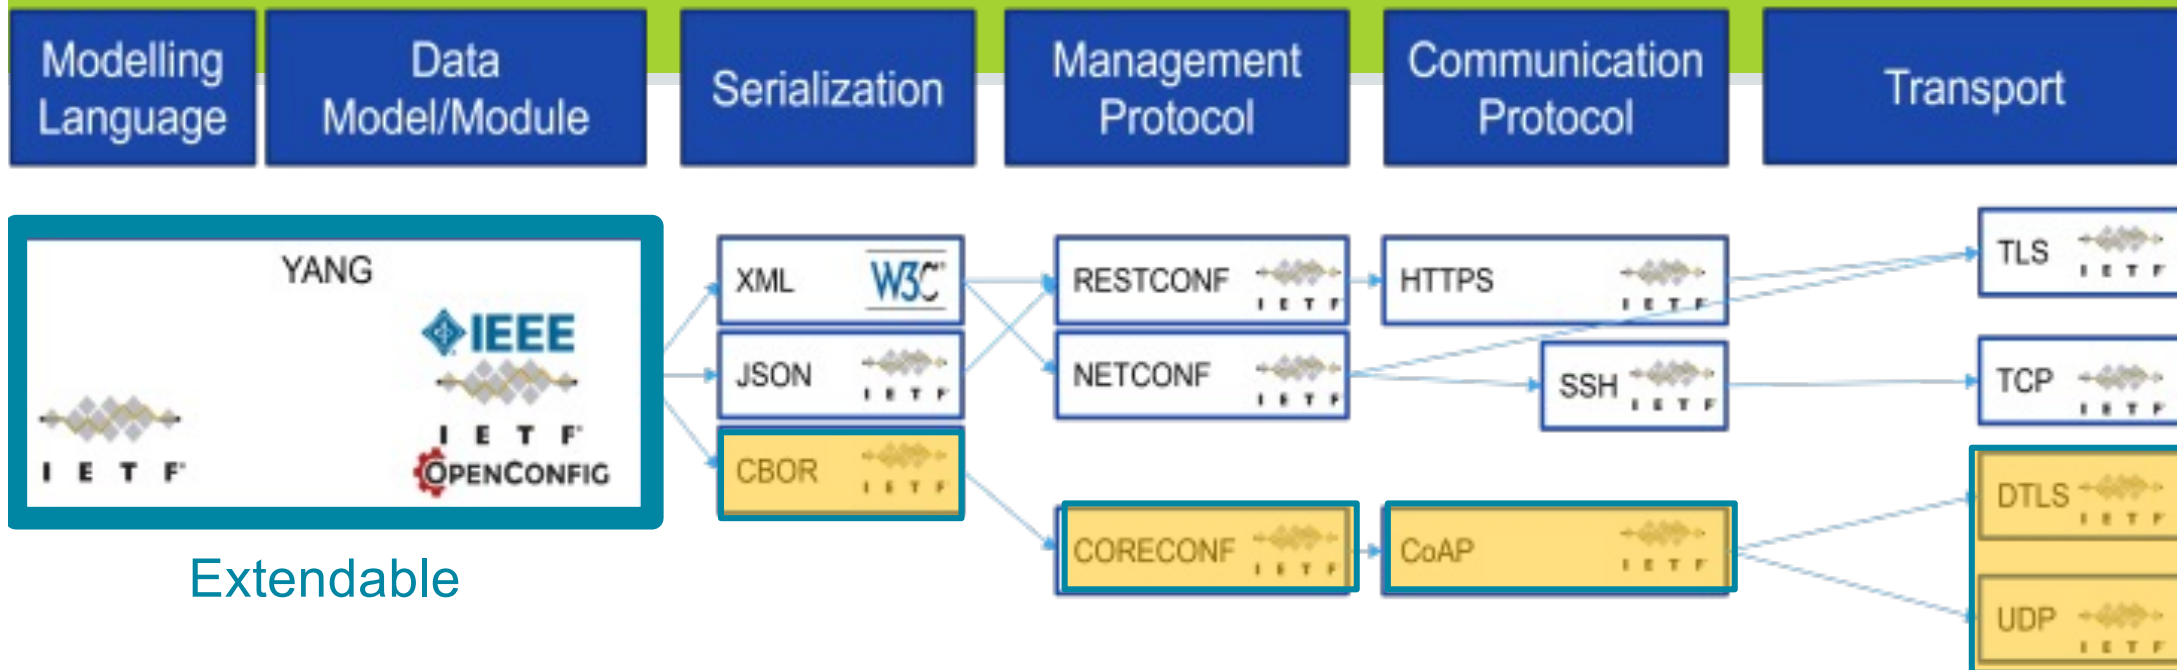 Modelling
Language
Data
Model/Module
Serialization
Management
Protocol
Communication
Protocol
Transport
YANG
IEEE
I E T F
OPENCONFIG
I E T F
Extendable
XML
W3C
JSON
I E T F
CBOR
I E T F
RESTCONF
I E T F
NETCONF
I E T F
CORECONF
I E T F
HTTPS
I E T F
SSH
I E T F
CoAP
I E T F
TLS
I E T F
TCP
I E T F
DTLS
I E T F
UDP
I E T F